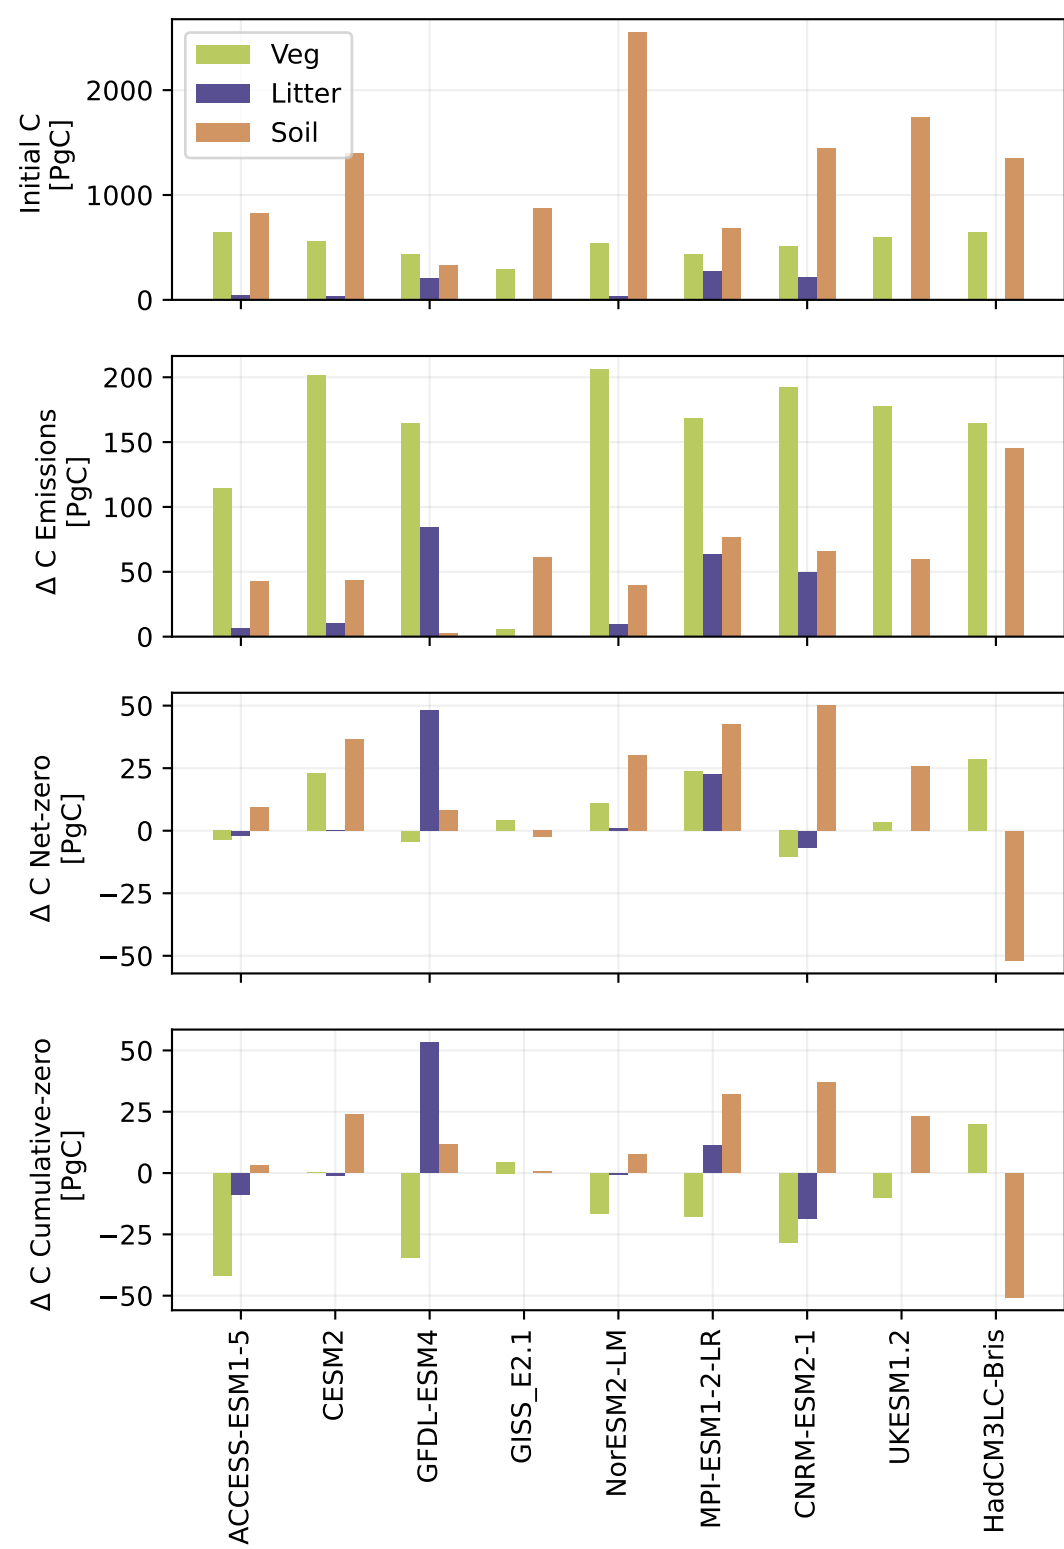 Veg
Litter
Soil
Initial C
[PgC]
2000
1000
0
Δ C Emissions
[PgC]
200
150
100
50
0
Δ C Net-zero
[PgC]
50
25
0
−25
−50
Δ C Cumulative-zero
[PgC]
50
25
0
−25
−50
ACCESS-ESM1-5
CESM2
GFDL-ESM4
GISS_E2.1
NorESM2-LM
MPI-ESM1-2-LR
CNRM-ESM2-1
UKESM1.2
HadCM3LC-Bris